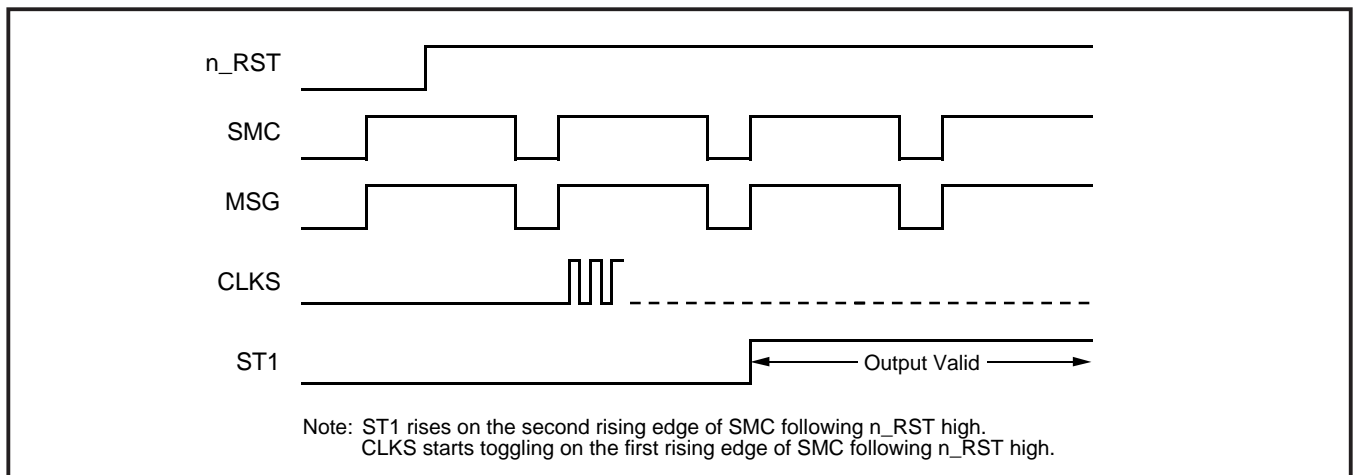 n_RST
SMC
MSG
CLKS
ST1
Output Valid
Note: ST1 rises on the second rising edge of SMC following n_RST high.
CLKS starts toggling on the first rising edge of SMC following n_RST high.